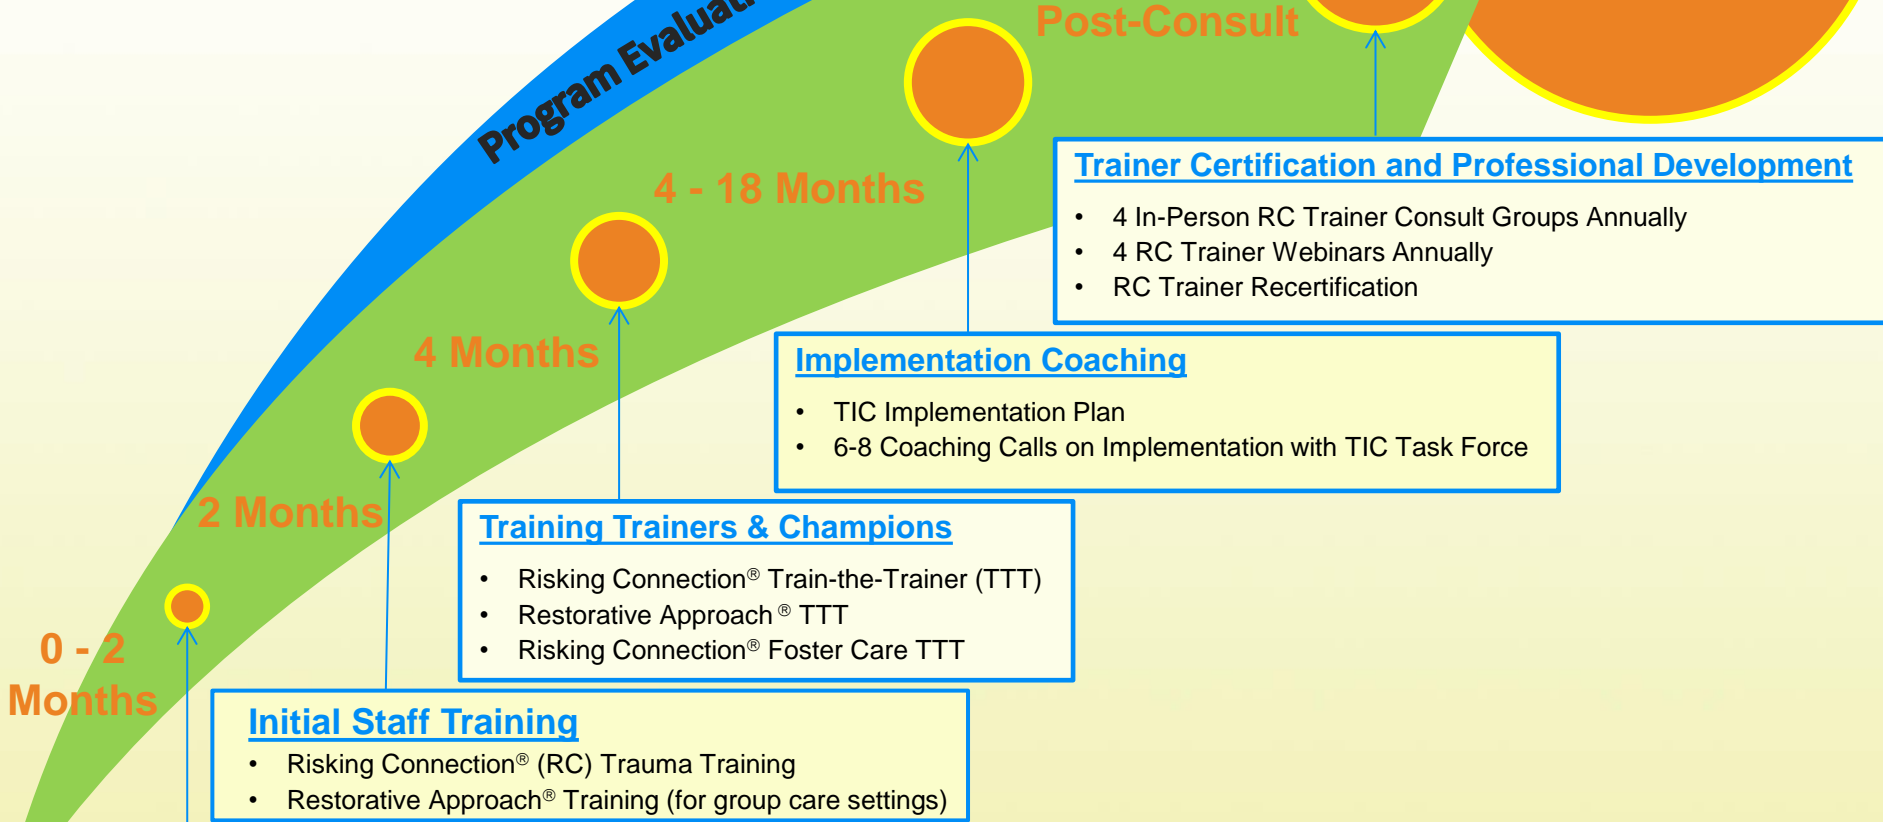 Program Evaluati
Post-Consult
4 - 18 Months
4 Months
2 Months
0 - 2
Months
Trainer Certification and Professional Development
• 4 In-Person RC Trainer Consult Groups Annually
• 4 RC Trainer Webinars Annually
• RC Trainer Recertification
Implementation Coaching
• TIC Implementation Plan
• 6-8 Coaching Calls on Implementation with TIC Task Force
Training Trainers & Champions
• Risking Connection® Train-the-Trainer (TTT)
• Restorative Approach ® TTT
• Risking Connection® Foster Care TTT
Initial Staff Training
• Risking Connection® (RC) Trauma Training
• Restorative Approach® Training (for group care settings)